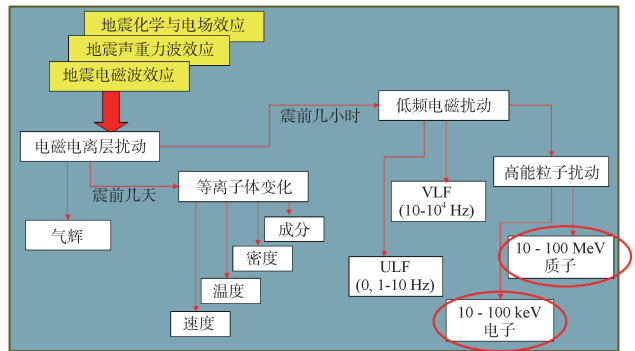 地震化学与电场效应
地震声重力波效应
地震电磁波效应
震前几小时
低频电磁扰动
电磁电离层扰动
高能粒子扰动
震前几天
等离子体变化
VLF
(10-10⁴ Hz)
气辉
成分
密度
10 - 100 MeV
质子
ULF
(0, 1-10 Hz)
温度
10 - 100 keV
电子
速度